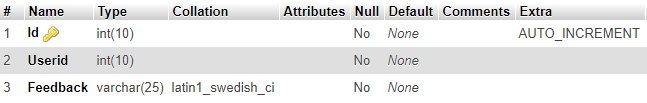 # Name Type Collation Attributes Null Default Comments Extra
1 Id int(10) No None AUTO_INCREMENT
2 Userid int(10) No None
3 Feedback varchar(25) latin1_swedish_ci No None